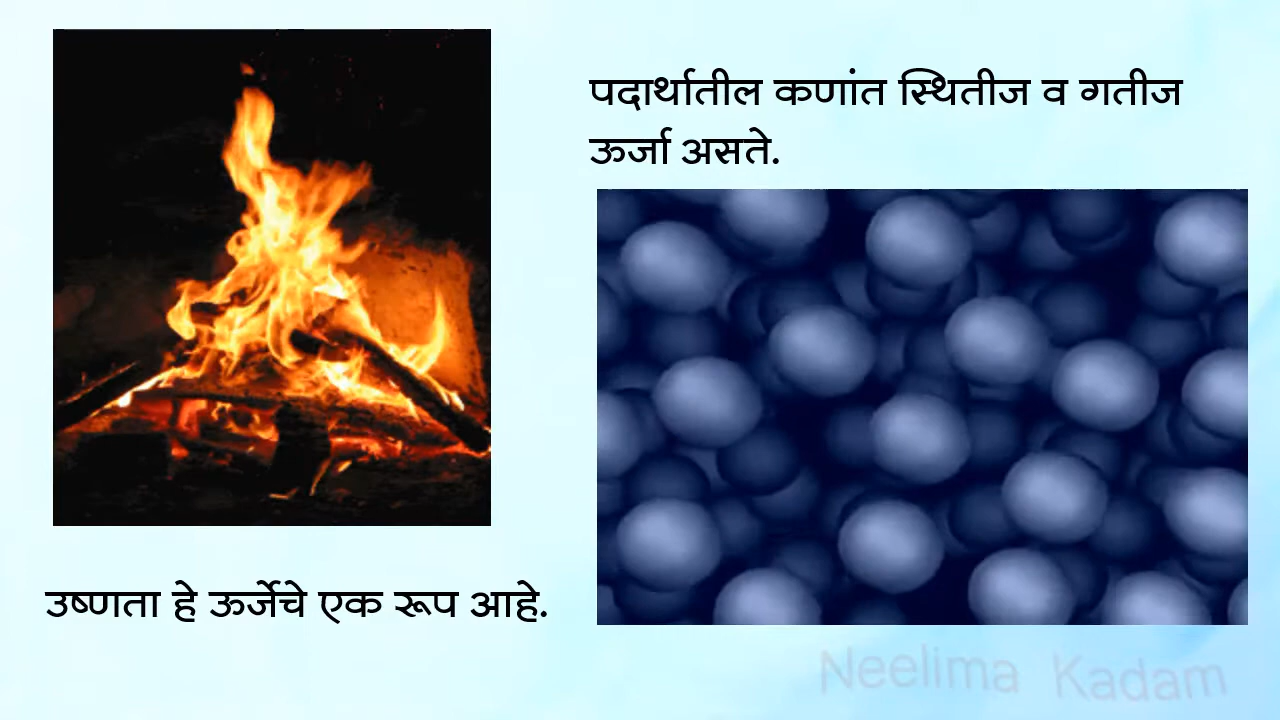 पदार्थातील कणांत स्थितीज व गतीज
ऊर्जा असते.
उष्णता हे ऊर्जेचे एक रूप आहे.
Neelima Kadam